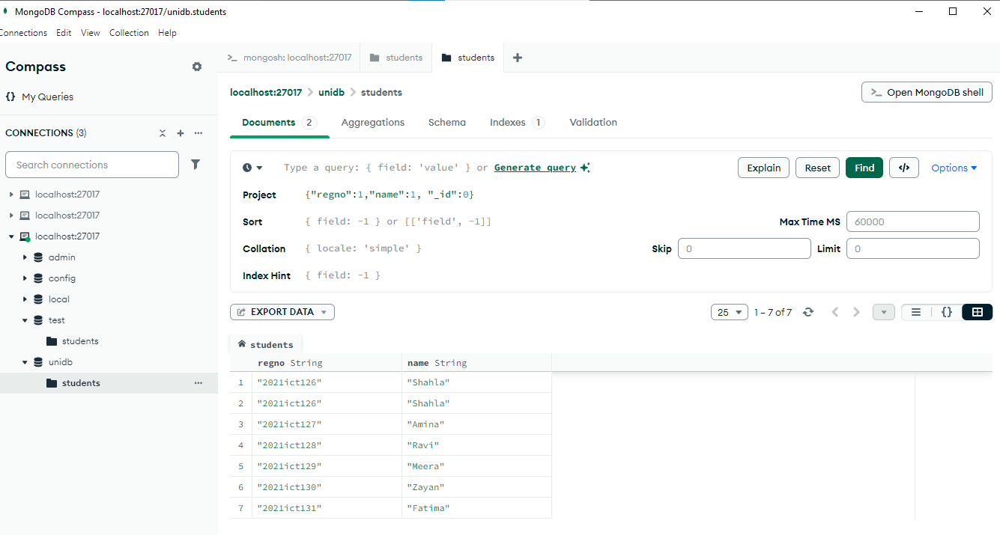 MongoDB Compass - localhost:27017/unidb.students
Connections Edit View Collection Help
Compass
My Queries
CONNECTIONS (3)
Search connections
localhost:27017
localhost:27017
localhost:27017
admin
config
local
test
students
unidb
students
>_ mongosh: localhost:27017 students students +
localhost:27017 > unidb > students
>_ Open MongoDB shell
Documents 2 Aggregations Schema Indexes 1 Validation
Type a query: { field: 'value' } or Generate query
Explain Reset Find </> Options
Project {"regno":1,"name":1, "_id":0}
Sort { field: -1 } or [['field', -1]]
Max Time MS 60000
Collation { locale: 'simple' }
Skip 0 Limit 0
Index Hint { field: -1 }
EXPORT DATA
25 1 – 7 of 7
students
regno String name String
1 "2021ict126" "Shahla"
2 "2021ict126" "Shahla"
3 "2021ict127" "Amina"
4 "2021ict128" "Ravi"
5 "2021ict129" "Meera"
6 "2021ict130" "Zayan"
7 "2021ict131" "Fatima"